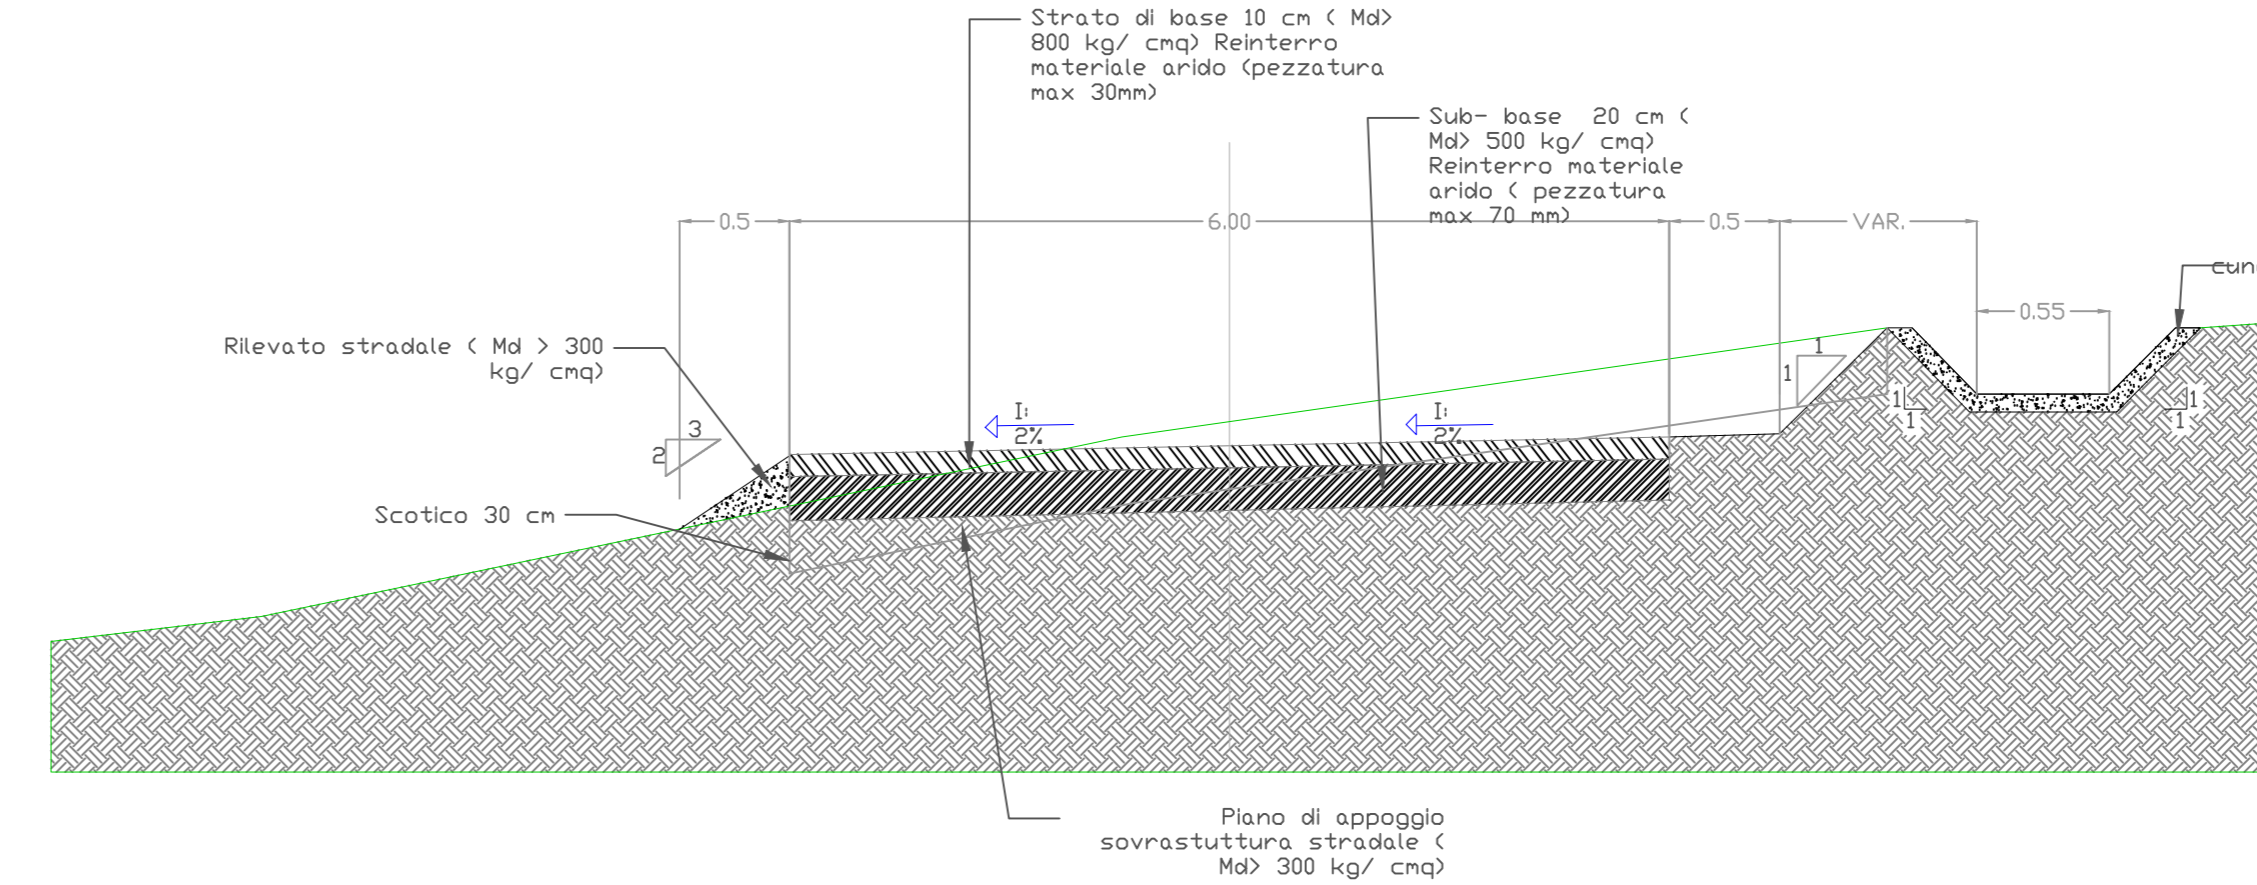 Strato di base 10 cm ( Md>
800 kg/ cmq) Reinterro
materiale arido (pezzatura
max 30mm)
Sub- base 20 cm (
Md> 500 kg/ cmq)
Reinterro materiale
arido ( pezzatura
max 70 mm)
0.5
6.00
0.5
VAR.
0.55
Rilevato stradale ( Md > 300
kg/ cmq)
1
1
I:
2%
I:
2%
3
2
1
1
1
1
Scotico 30 cm
Piano di appoggio
sovrastuttura stradale (
Md> 300 kg/ cmq)